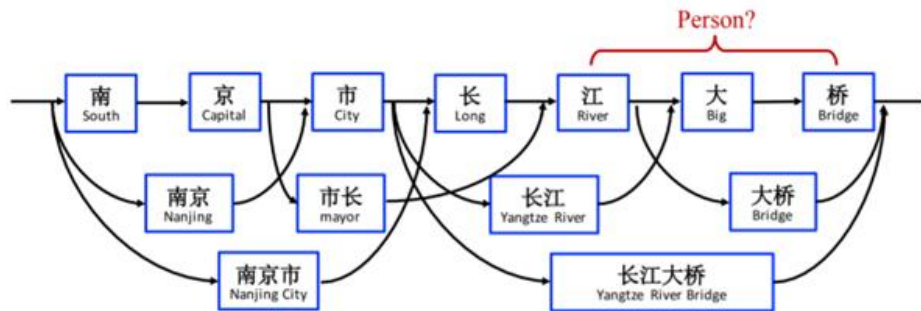 Person?
南 京 市 长 江 大 桥
South Capital City Long River Big Bridge
南京 市长 长江 大桥
Nanjing mayor Yangtze River Bridge
南京市 长江大桥
Nanjing City Yangtze River Bridge